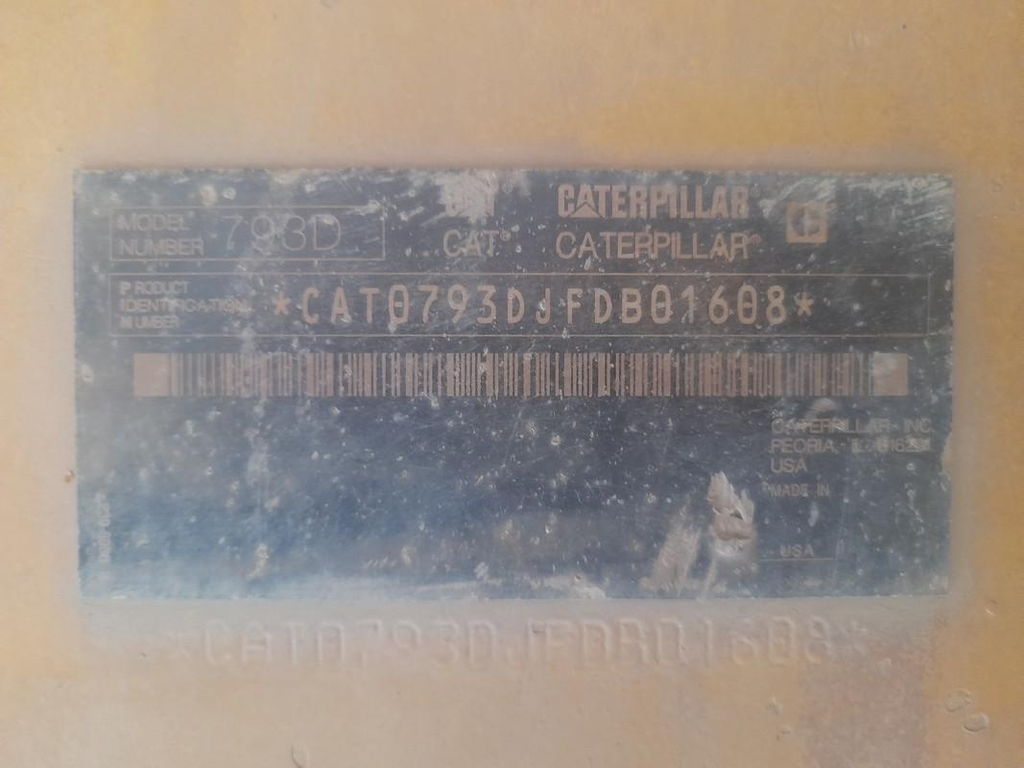 MODEL NUMBER 793D
CATERPILLAR
CAT® CATERPILLAR®
PRODUCT
IDENTIFICATION
NUMBER
*CAT0793DJFDB01608*
CATERPILLAR INC.
PEORIA, IL
USA
MADE IN
USA
*CAT0793DJFDB01608*